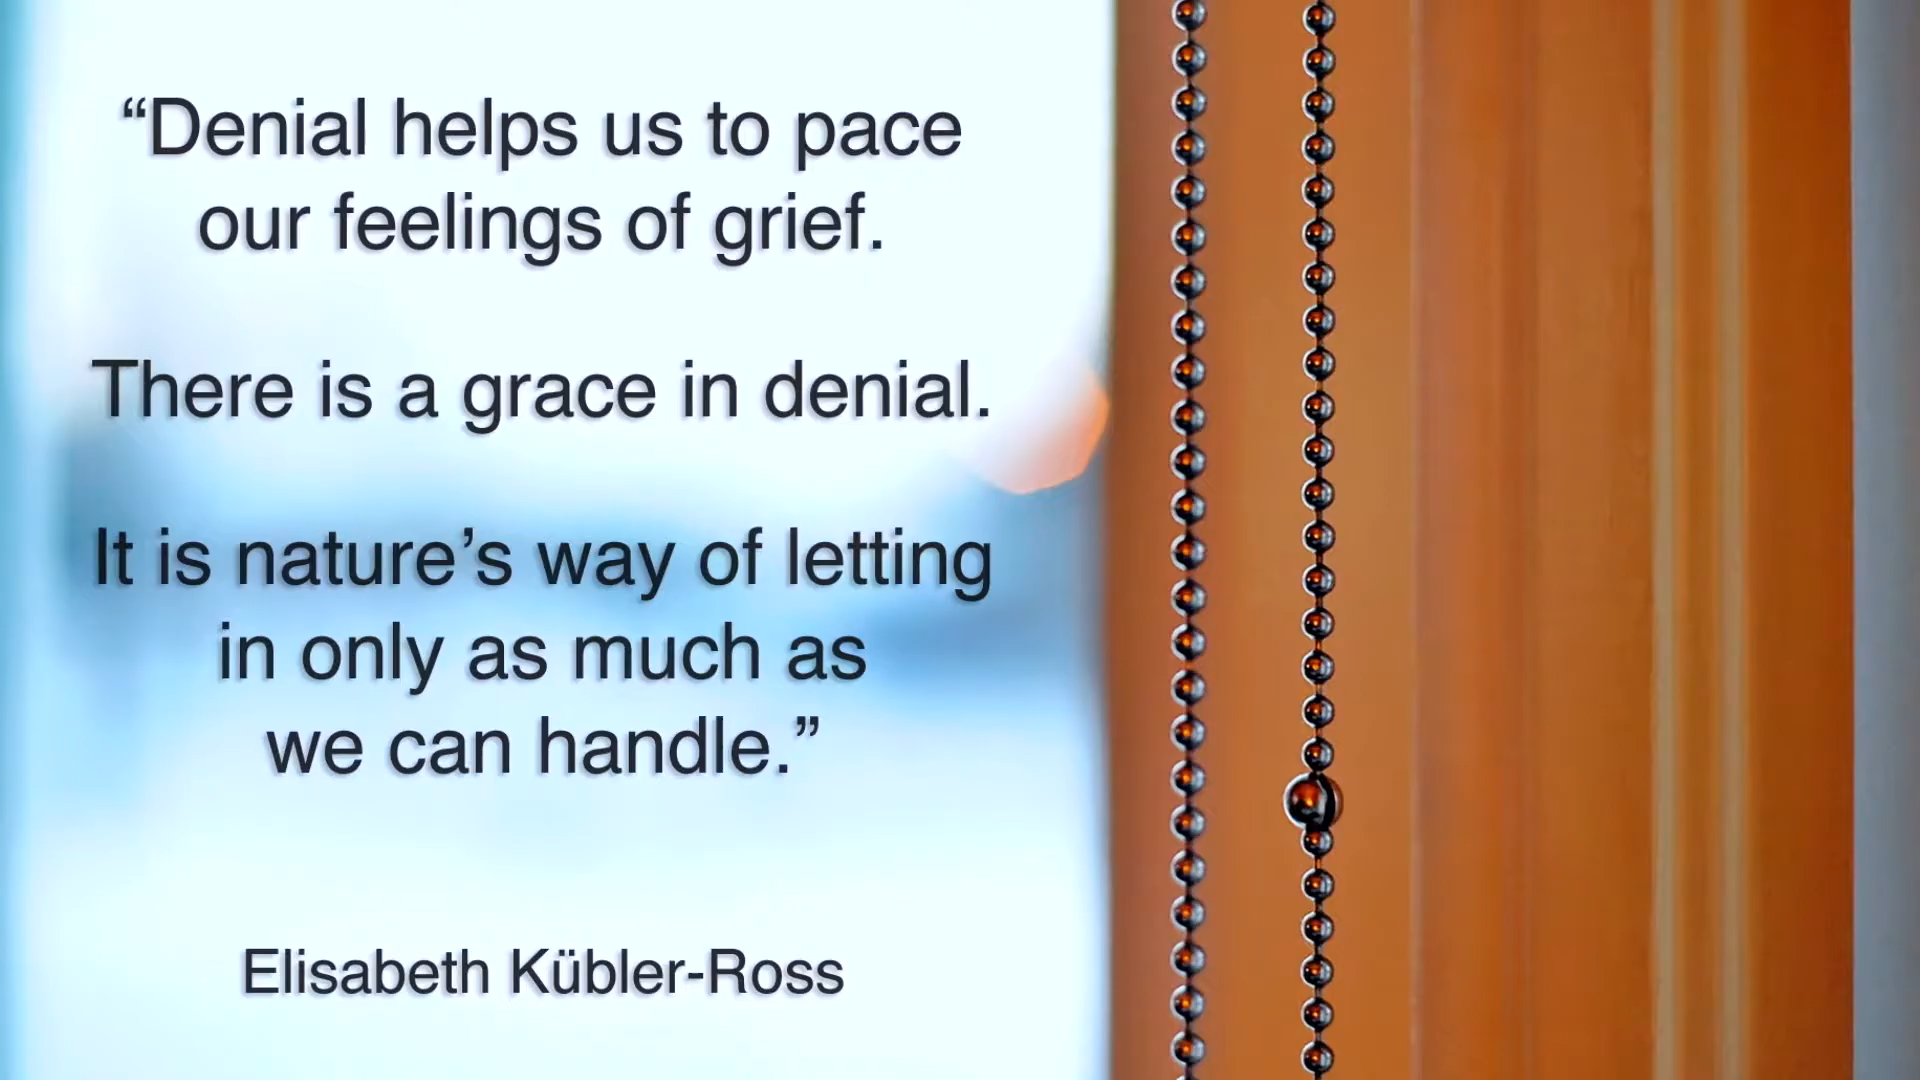 “Denial helps us to pace
our feelings of grief.
There is a grace in denial.
It is nature’s way of letting
in only as much as
we can handle.”
Elisabeth Kübler-Ross